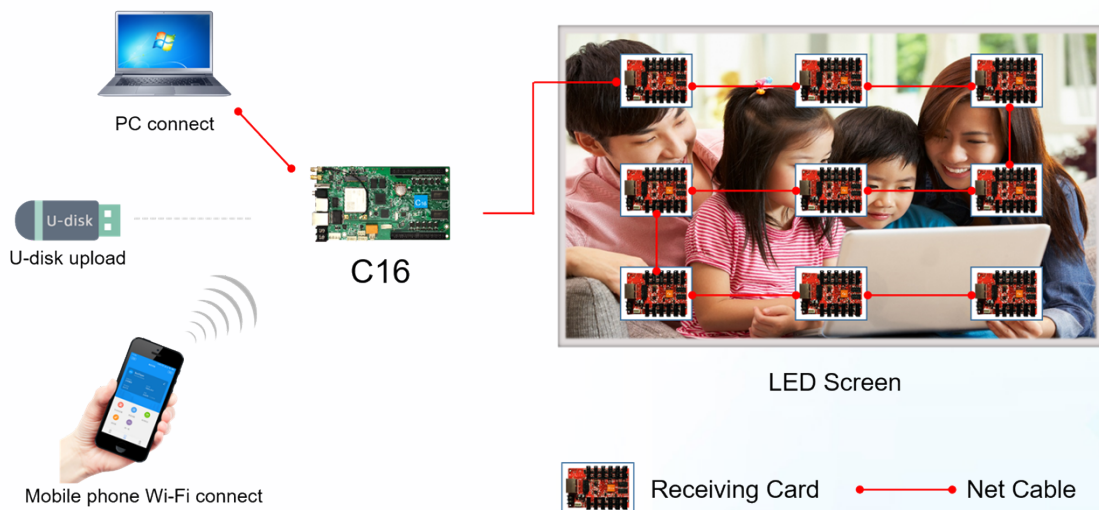 PC connect
U-disk
U-disk upload
C16
Mobile phone Wi-Fi connect
LED Screen
Receiving Card
Net Cable